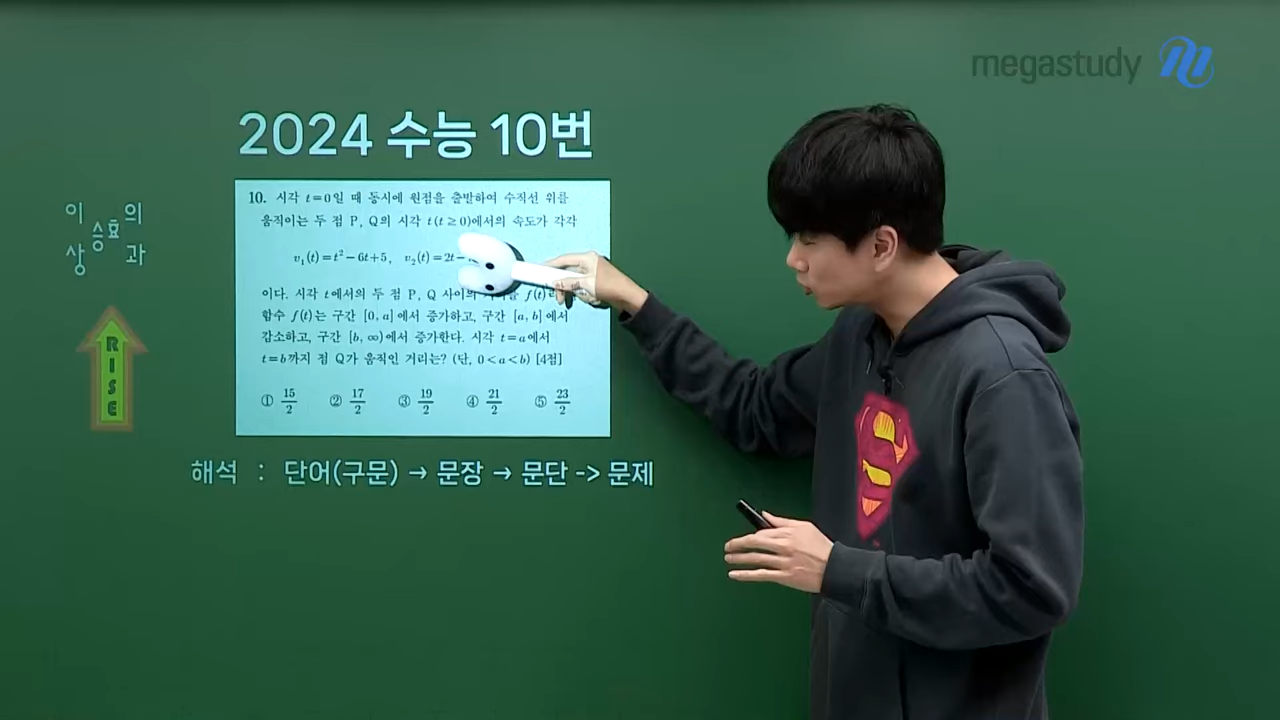 megastudy
2024 수능 10번
이 승효 의
상 과
RISE
10. 시각 t=0일 때 동시에 원점을 출발하여 수직선 위를
움직이는 두 점 P, Q의 시각 t(t≥0)에서의 속도가 각각
v₁(t)=t²-6t+5, v₂(t)=2t-
이다. 시각 t에서의 두 점 P, Q 사이의 f(t)
함수 f(t)는 구간 [0, a]에서 증가하고, 구간 [a, b]에서
감소하고, 구간 [b, ∞)에서 증가한다. 시각 t=a에서
t=b까지 점 Q가 움직인 거리는? (단, 0<a<b) [4점]
① 15/2 ② 17/2 ③ 19/2 ④ 21/2 ⑤ 23/2
해석 : 단어(구문) → 문장 → 문단 -> 문제